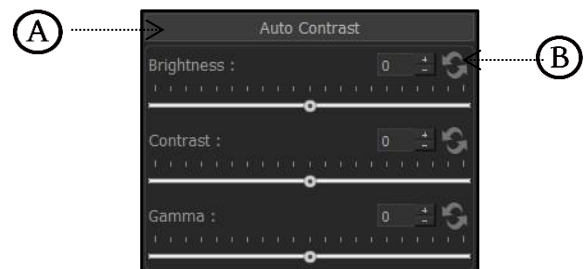 A
Auto Contrast
B
Brightness : 0 + -
Contrast : 0 + -
Gamma : 0 + -